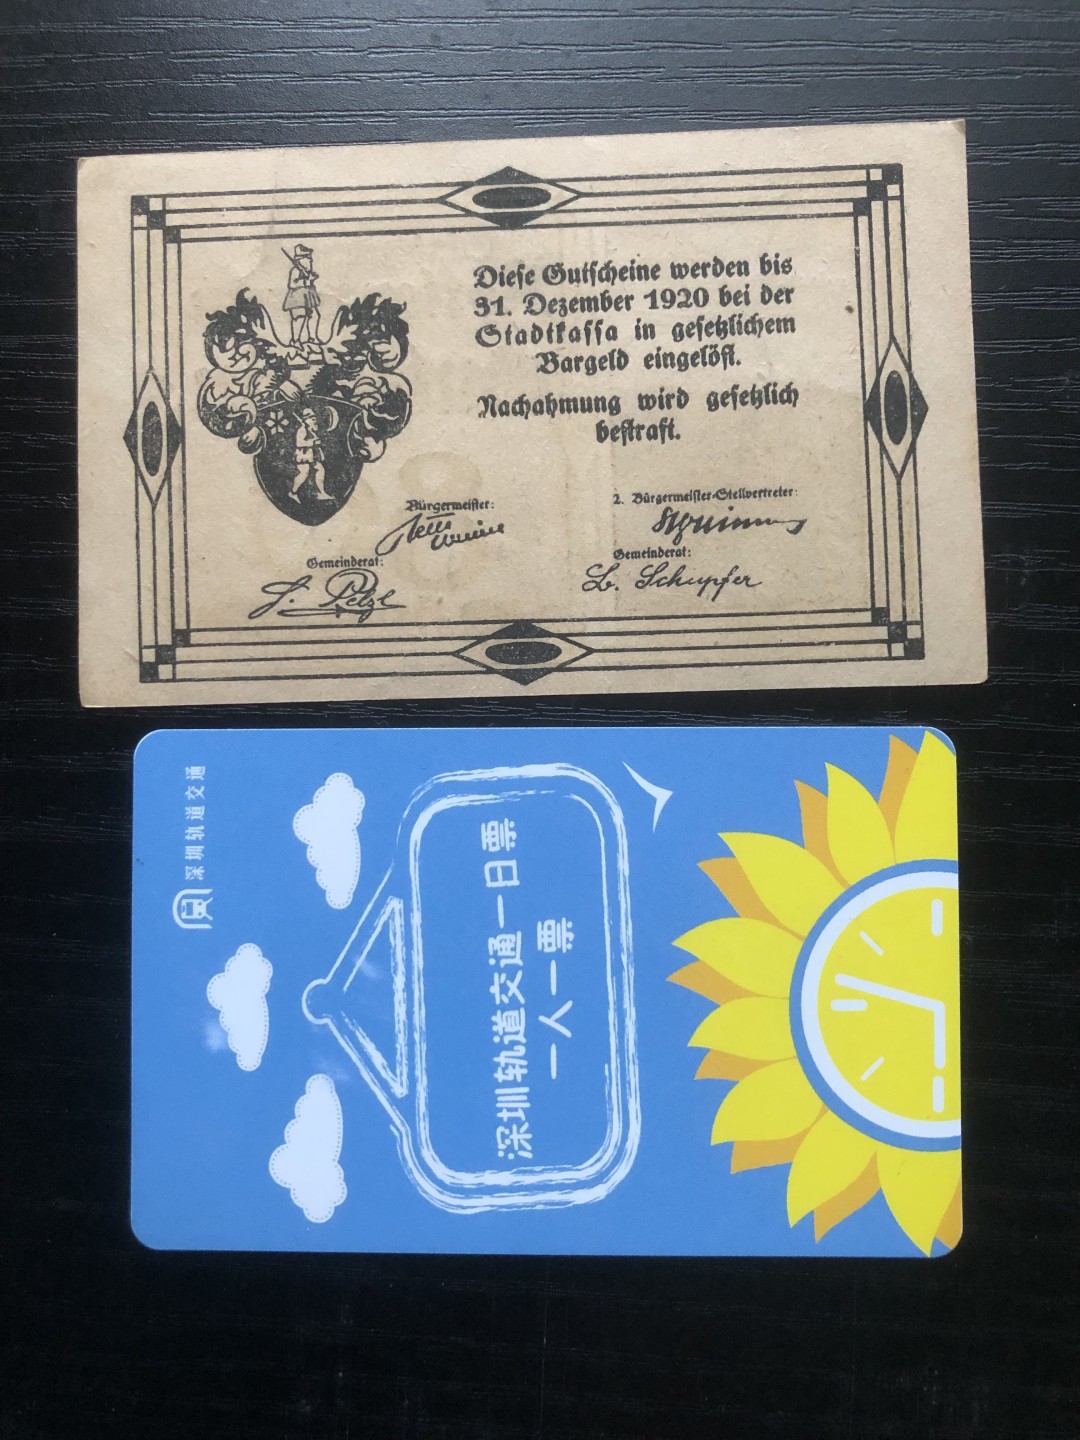 Diese Gutscheine werden bis
31. Dezember 1920 bei der
Stadtkassa in gesetzlichem
Bargeld eingelöst.
Nachahmung wird gesetzlich
bestraft.
Bürgermeister:
2. Bürgermeister-Stellvertreter:
Gemeinderat:
J. Pelzl
Gemeinderat:
L. Schupfer
深圳轨道交通
深圳轨道交通一日票
一人一票